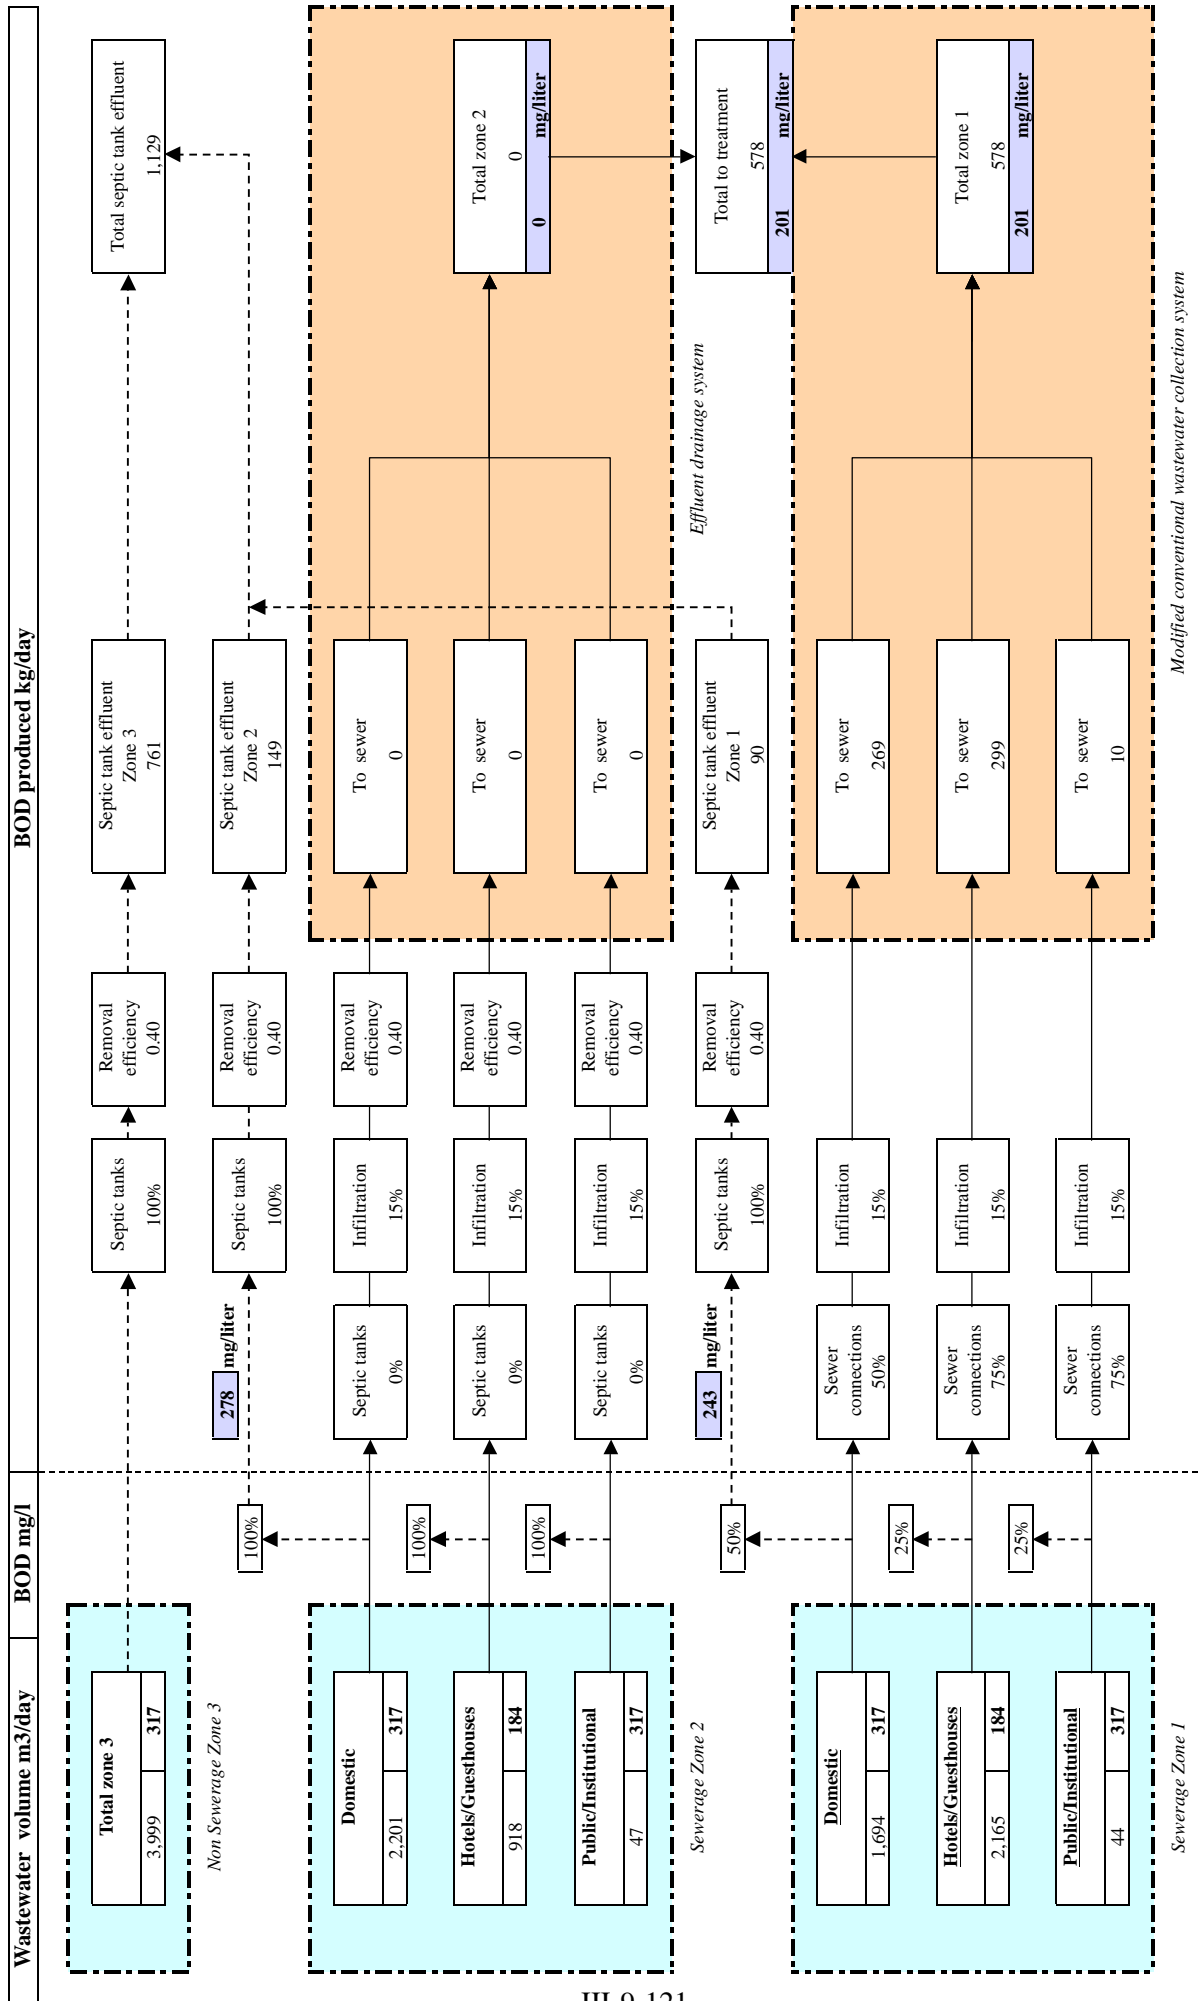 Wastewater volume m3/day
BOD mg/l
BOD produced kg/day
Total zone 3
3,999
317
Non Sewerage Zone 3
Septic tanks
100%
Removal
efficiency
0.40
Septic tank effluent
Zone 3
761
Total septic tank effluent
1,129
100%
278
mg/liter
Septic tanks
100%
Removal
efficiency
0.40
Septic tank effluent
Zone 2
149
Domestic
2,201
317
Septic tanks
0%
Infiltration
15%
Removal
efficiency
0.40
To sewer
0
100%
Hotels/Guesthouses
918
184
Septic tanks
0%
Infiltration
15%
Removal
efficiency
0.40
To sewer
0
Total zone 2
0
0
mg/liter
100%
Public/Institutional
47
317
Septic tanks
0%
Infiltration
15%
Removal
efficiency
0.40
To sewer
0
Sewerage Zone 2
Effluent drainage system
50%
243
mg/liter
Septic tanks
100%
Removal
efficiency
0.40
Septic tank effluent
Zone 1
90
Total to treatment
578
201
mg/liter
Domestic
1,694
317
Sewer
connections
50%
Infiltration
15%
To sewer
269
25%
Hotels/Guesthouses
2,165
184
Sewer
connections
75%
Infiltration
15%
To sewer
299
Total zone 1
578
201
mg/liter
25%
Public/Institutional
44
317
Sewer
connections
75%
Infiltration
15%
To sewer
10
Sewerage Zone 1
Modified conventional wastewater collection system
III-9-121